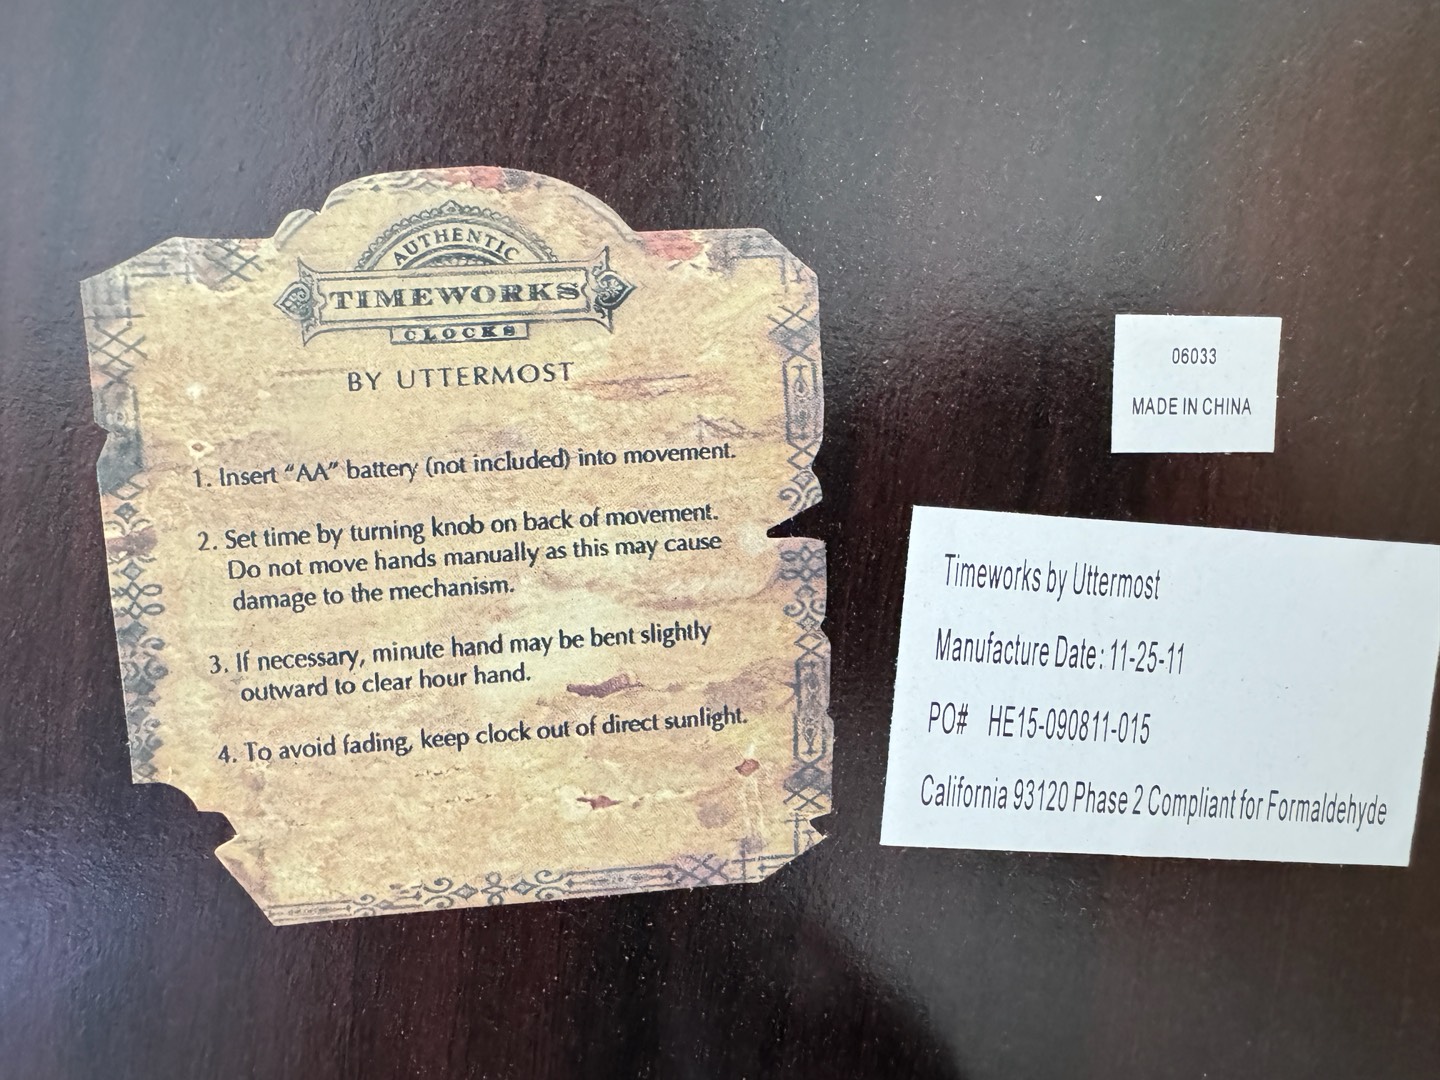 AUTHENTIC
TIMEWORKS
CLOCKS
BY UTTERMOST
1. Insert “AA” battery (not included) into movement.
2. Set time by turning knob on back of movement.
Do not move hands manually as this may cause
damage to the mechanism.
3. If necessary, minute hand may be bent slightly
outward to clear hour hand.
4. To avoid fading, keep clock out of direct sunlight.
06033
MADE IN CHINA
Timeworks by Uttermost
Manufacture Date: 11-25-11
PO# HE15-090811-015
California 93120 Phase 2 Compliant for Formaldehyde